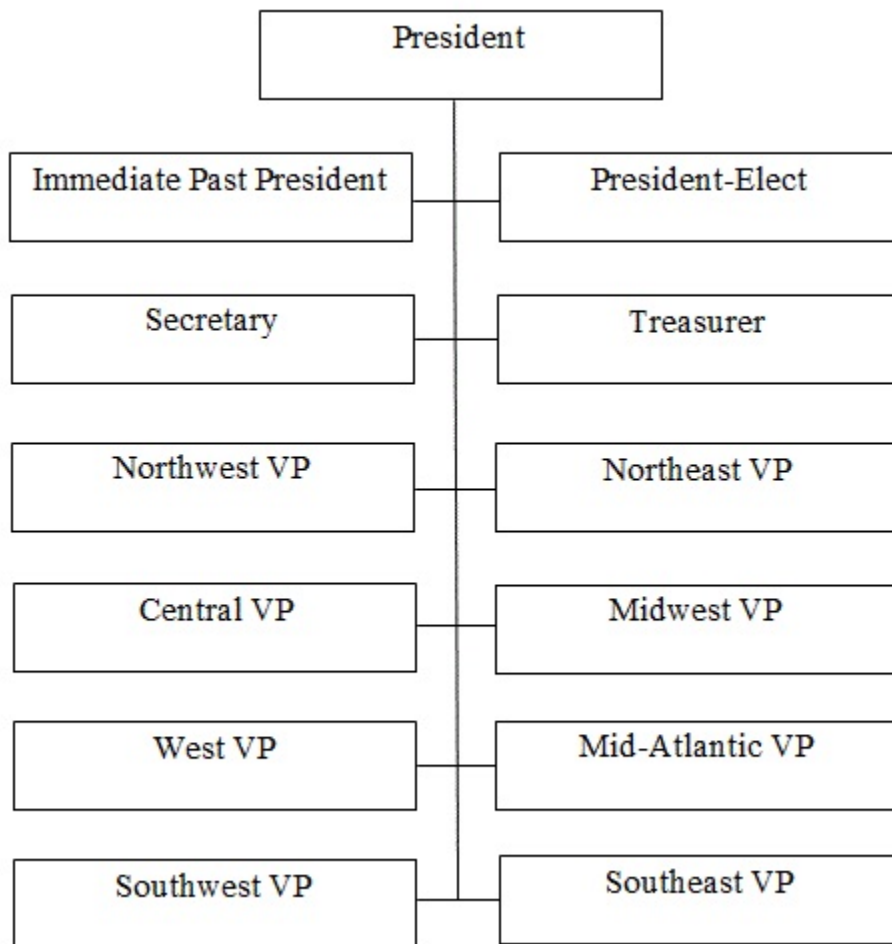 President
Immediate Past President
President-Elect
Secretary
Treasurer
Northwest VP
Northeast VP
Central VP
Midwest VP
West VP
Mid-Atlantic VP
Southwest VP
Southeast VP